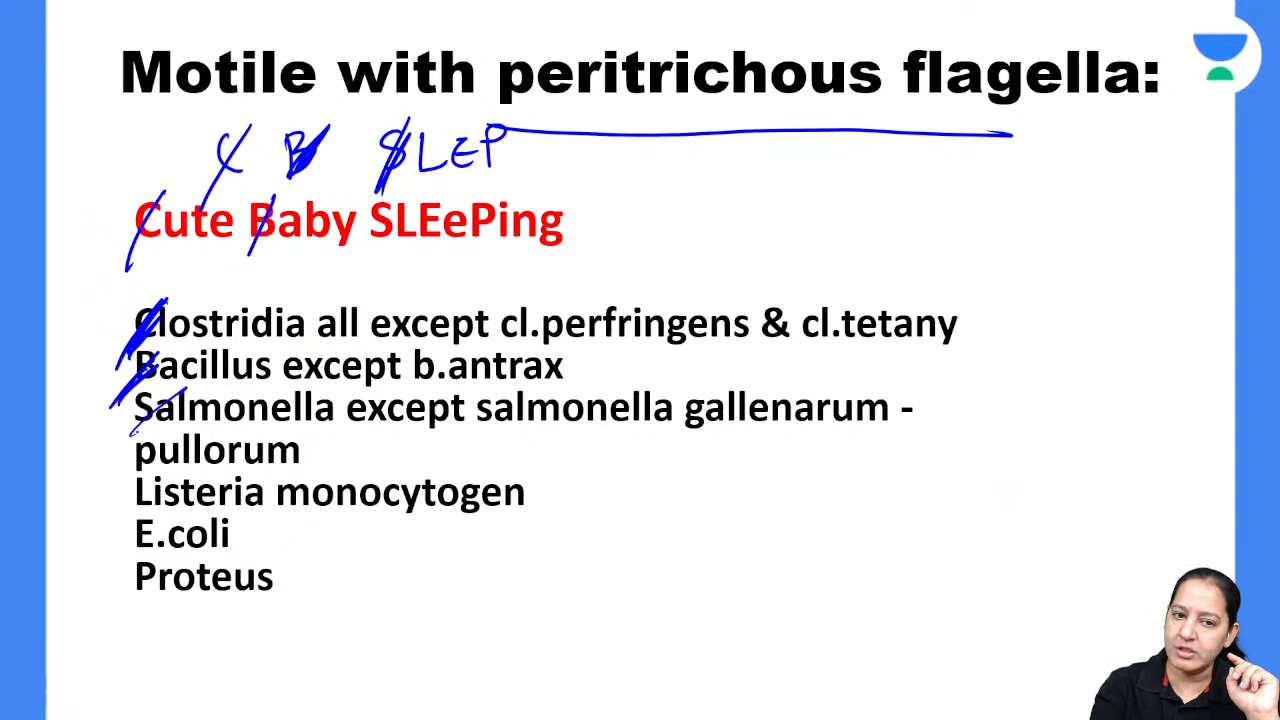 Motile with peritrichous flagella:
C B SLEP
Cute Baby SLEePing
Clostridia all except cl.perfringens & cl.tetany
Bacillus except b.antrax
Salmonella except salmonella gallenarum -
pullorum
Listeria monocytogen
E.coli
Proteus